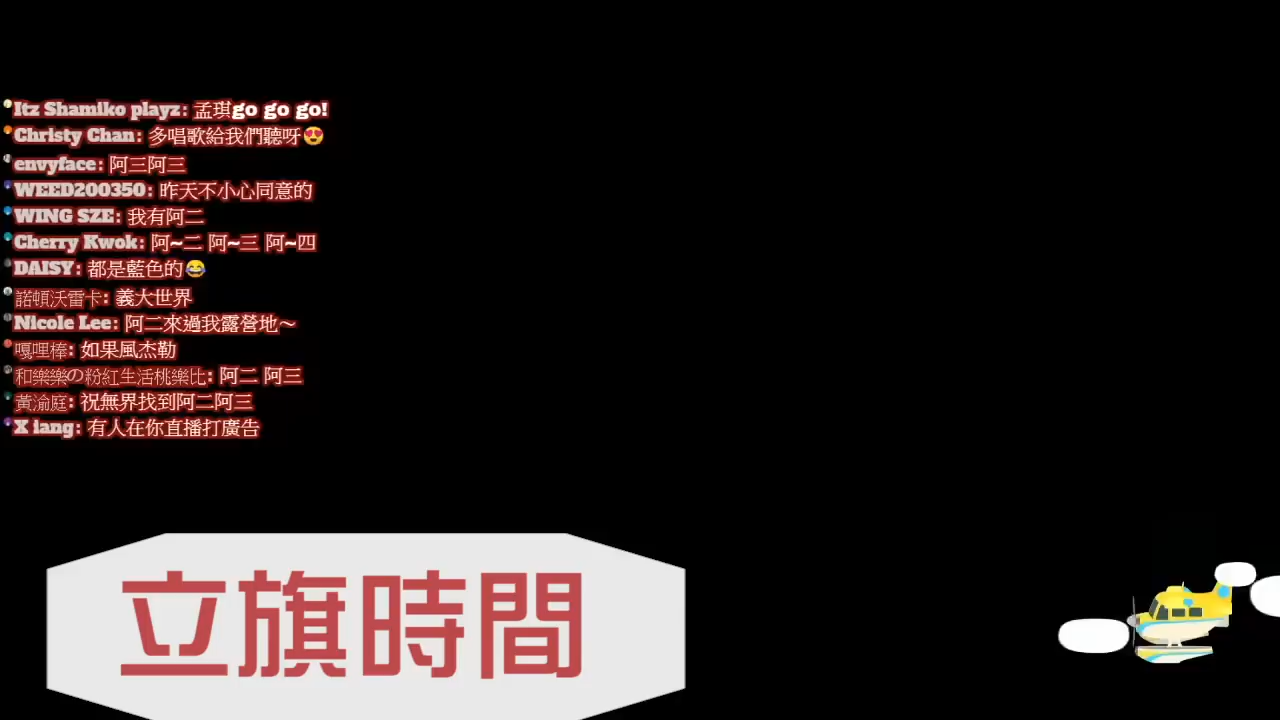 Itz Shamiko playz: 孟琪go go go!
Christy Chan: 多唱歌給我們聽呀😍
envyface: 阿三阿三
WEED200350: 昨天不小心同意的
WING SZE: 我有阿二
Cherry Kwok: 阿~二 阿~三 阿~四
DAISY: 都是藍色的😂
諾頓沃雷卡: 義大世界
Nicole Lee: 阿二來過我露營地～
嘎哩棒: 如果風杰勒
和樂樂の粉紅生活桃樂比: 阿二 阿三
黃渝庭: 祝無界找到阿二阿三
X iang: 有人在你直播打廣告
立旗時間